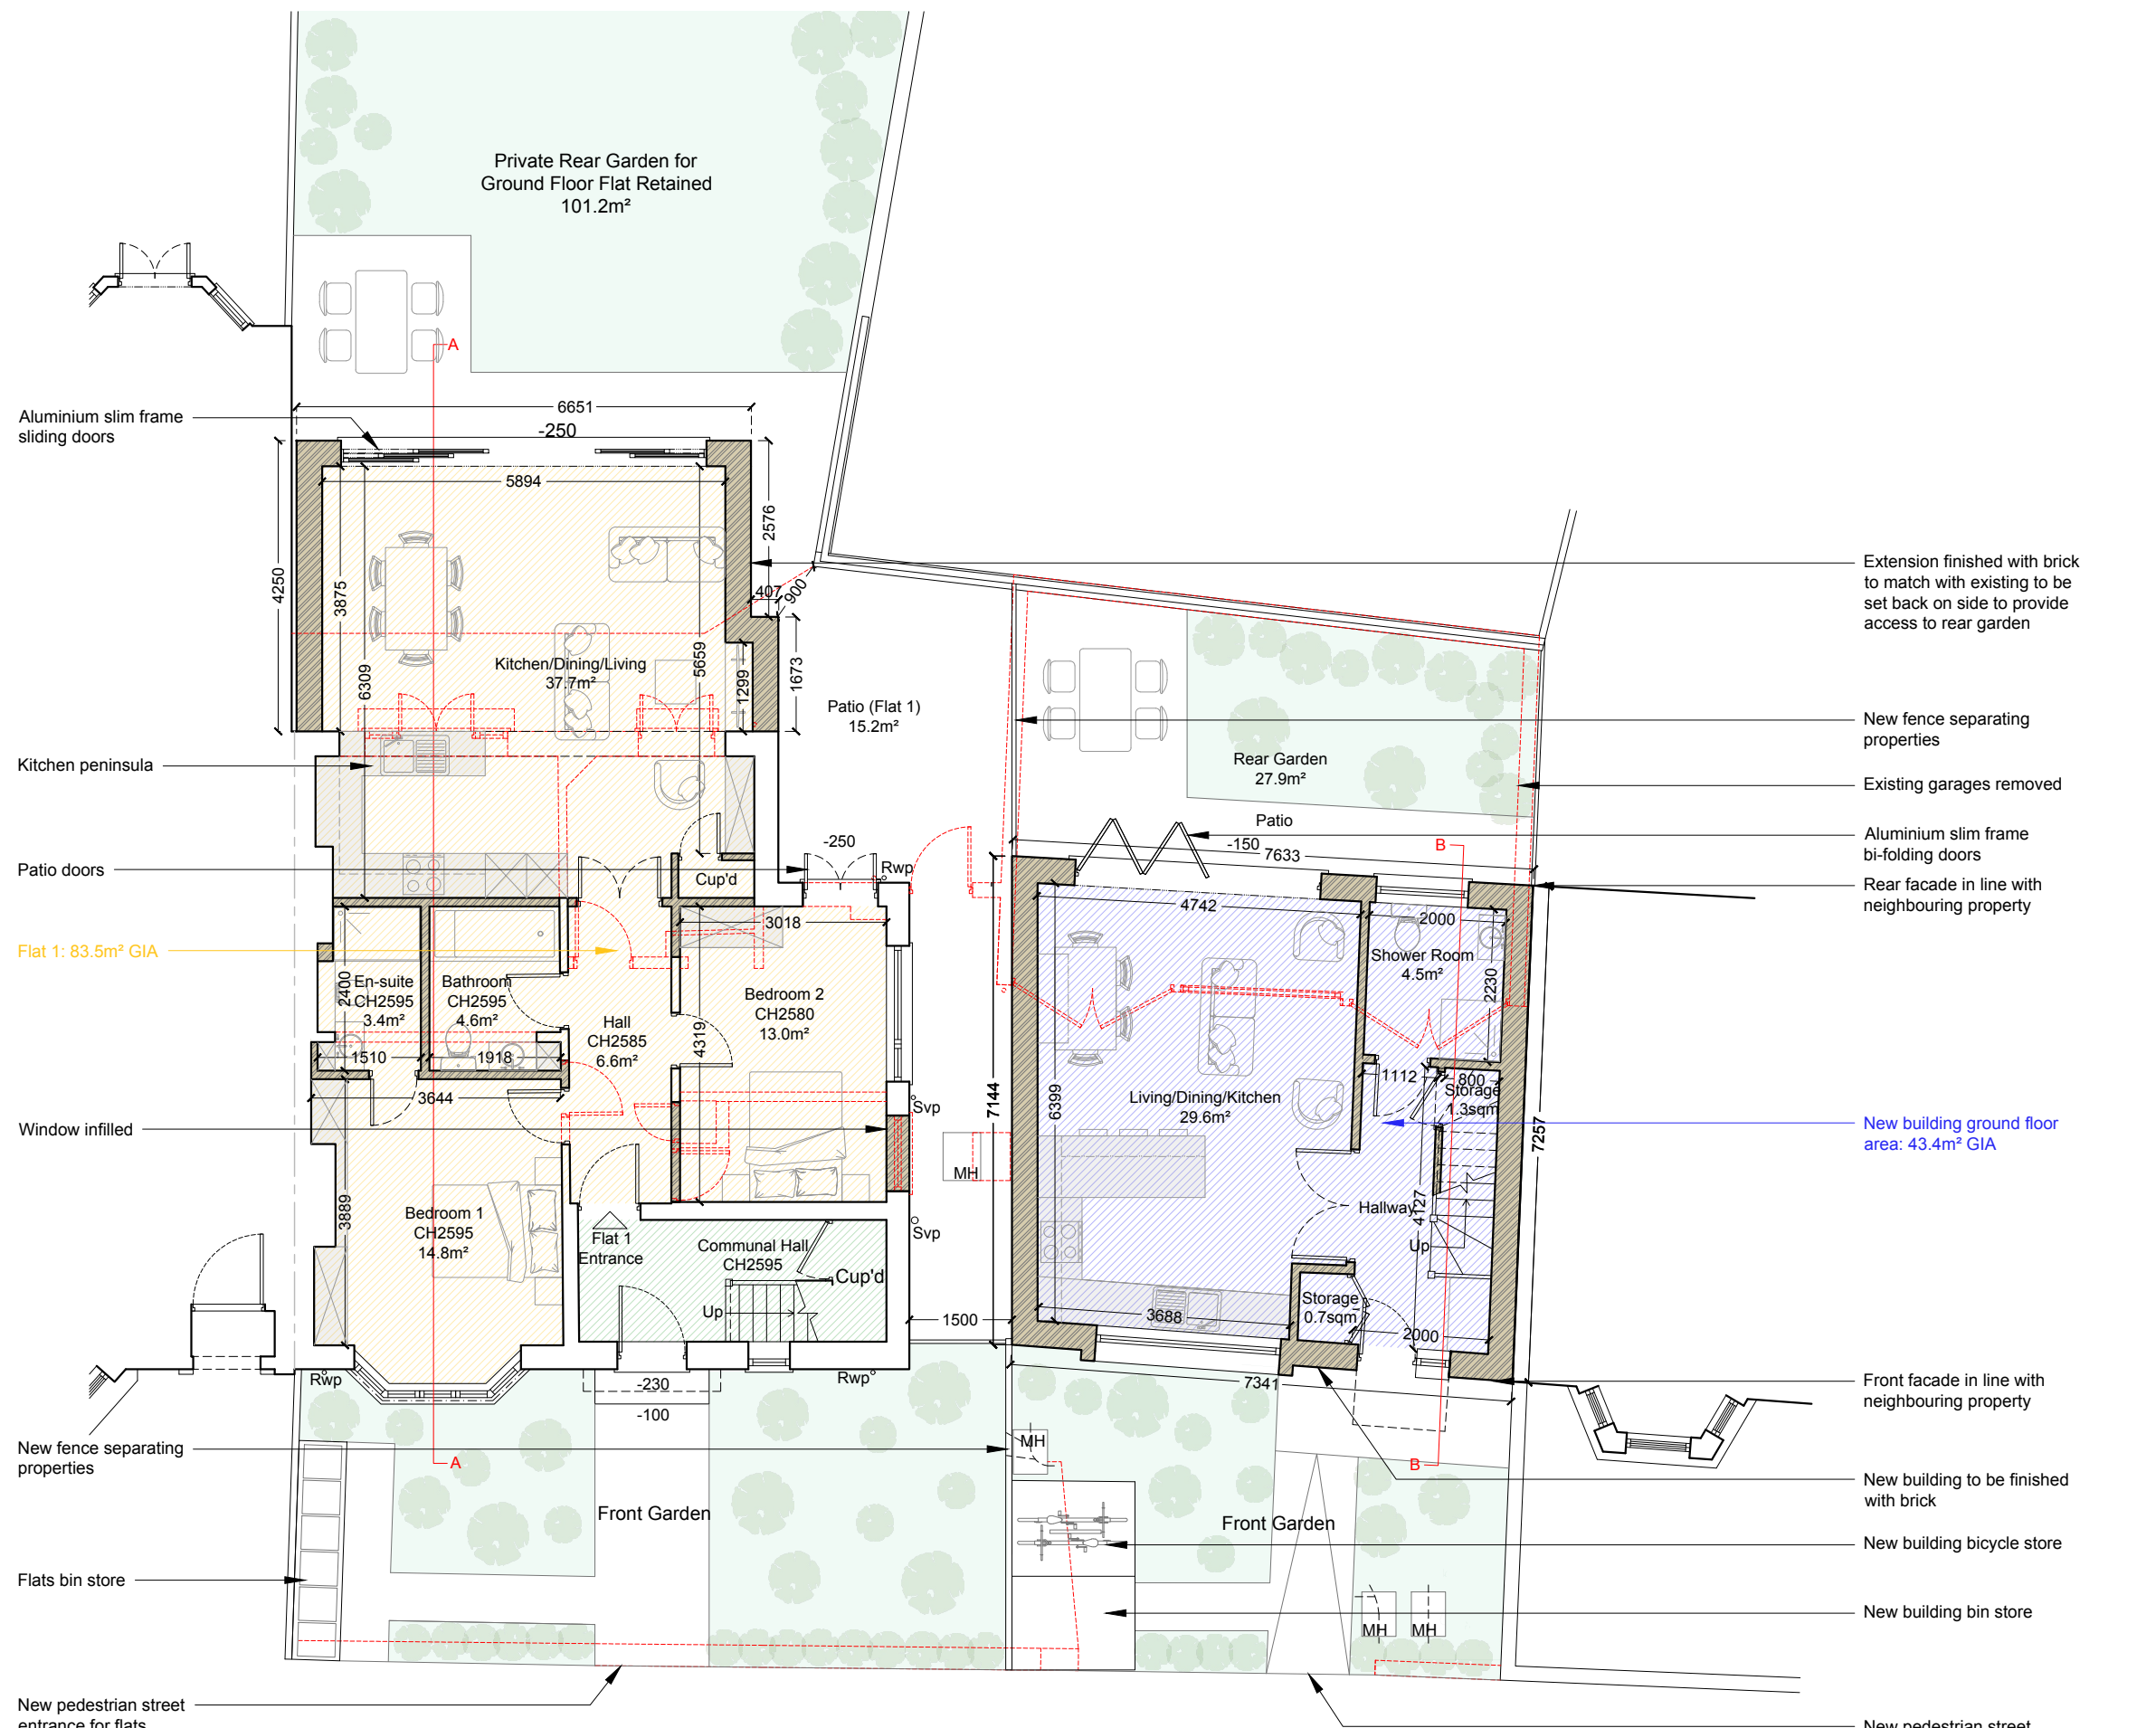 Private Rear Garden for
Ground Floor Flat Retained
101.2m²
A
Aluminium slim frame
sliding doors
6651
-250
5894
2576
4250
3875
6309
5659
407
900
1299
1673
Kitchen/Dining/Living
37.7m²
Extension finished with brick
to match with existing to be
set back on side to provide
access to rear garden
Patio (Flat 1)
15.2m²
New fence separating
properties
Rear Garden
27.9m²
Kitchen peninsula
Existing garages removed
Patio
-150
7633
B
Aluminium slim frame
bi-folding doors
Patio doors
-250
Rwp
Cup'd
Rear facade in line with
neighbouring property
4742
2000
3018
Flat 1: 83.5m² GIA
En-suite
CH2595
3.4m²
2400
Bathroom
CH2595
4.6m²
Hall
CH2585
6.6m²
Bedroom 2
CH2580
13.0m²
4319
Shower Room
4.5m²
2230
1510
1918
3644
1112
800
Storage
1.3sqm
Svp
7144
6399
Living/Dining/Kitchen
29.6m²
Window infilled
New building ground floor
area: 43.4m² GIA
7257
MH
3889
Bedroom 1
CH2595
14.8m²
Flat 1
Entrance
Communal Hall
CH2595
Cup'd
Up
Svp
Hallway
4127
Up
Storage
0.7sqm
1500
3688
2000
Rwp
-230
-100
Rwp
7341
Front facade in line with
neighbouring property
New fence separating
properties
A
MH
B
New building to be finished
with brick
Front Garden
Front Garden
New building bicycle store
Flats bin store
New building bin store
MH
MH
New pedestrian street
entrance for flats
New pedestrian street